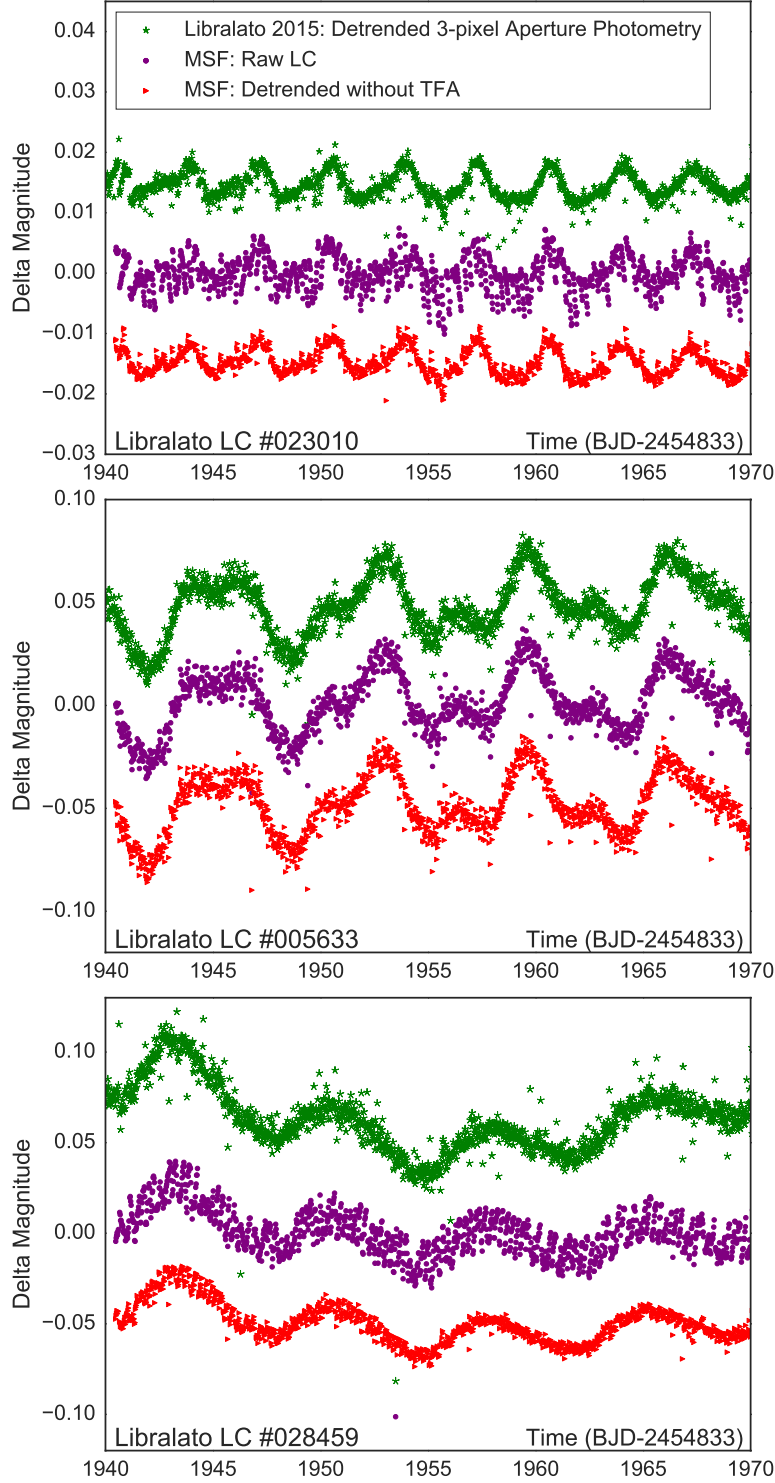 Libralato 2015: Detrended 3-pixel Aperture Photometry
MSF: Raw LC
MSF: Detrended without TFA
0.04
0.03
0.02
0.01
0.00
−0.01
−0.02
−0.03
Delta Magnitude
Libralato LC #023010 Time (BJD-2454833)
1940 1945 1950 1955 1960 1965 1970
0.10
0.05
0.00
−0.05
−0.10
Delta Magnitude
Libralato LC #005633 Time (BJD-2454833)
1940 1945 1950 1955 1960 1965 1970
0.10
0.05
0.00
−0.05
−0.10
Delta Magnitude
Libralato LC #028459 Time (BJD-2454833)
1940 1945 1950 1955 1960 1965 1970